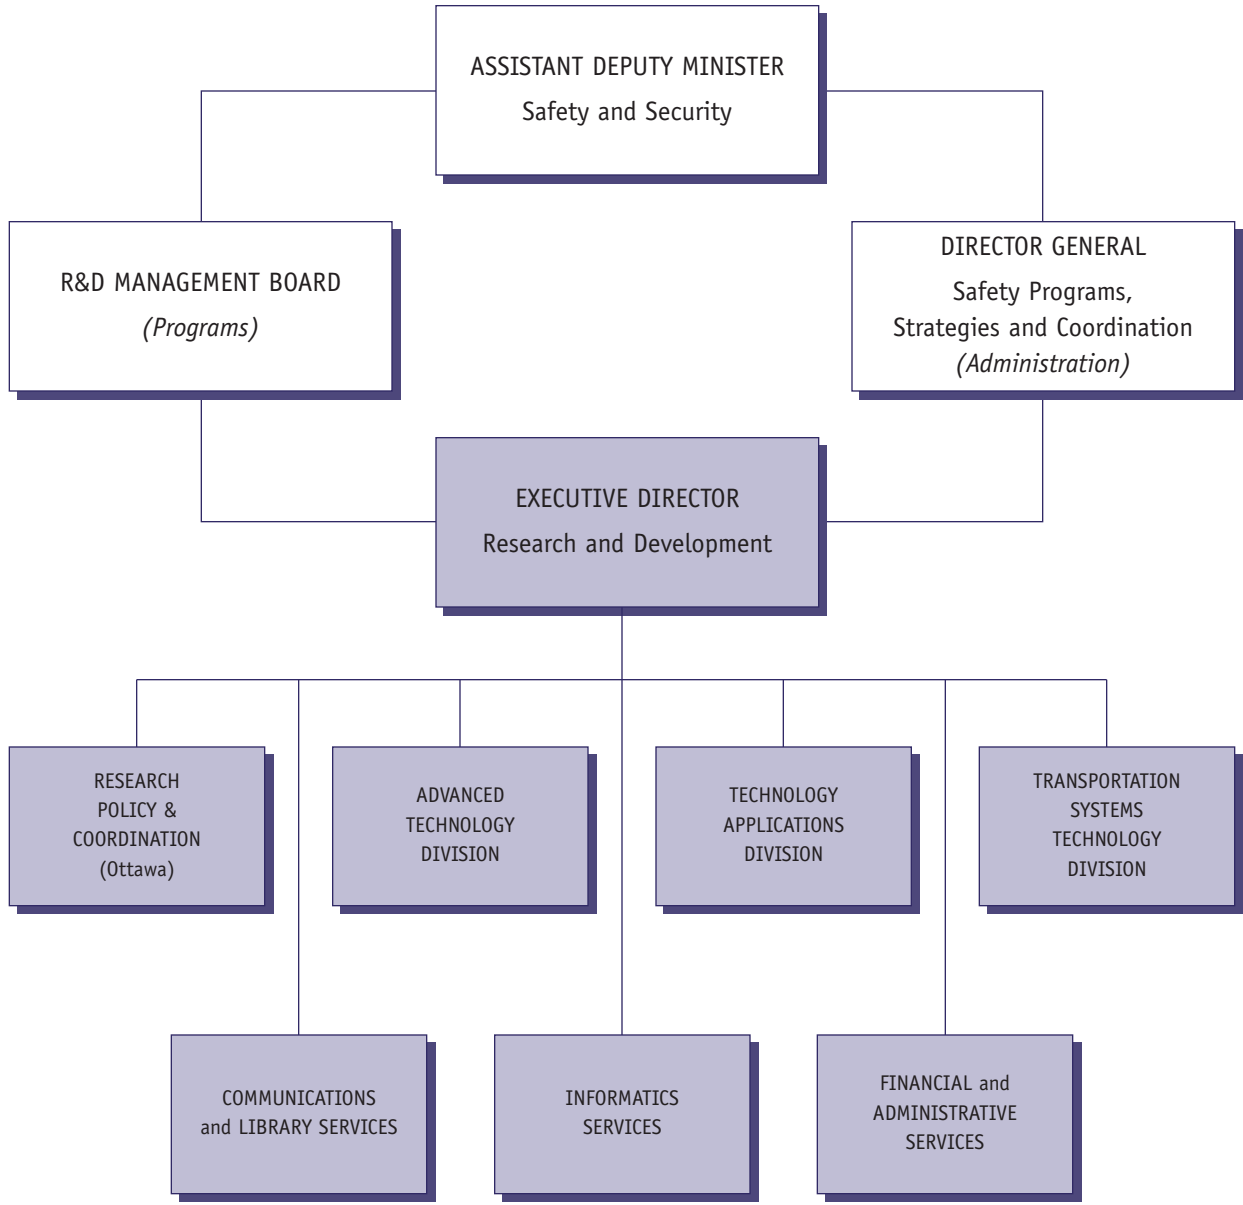 ASSISTANT DEPUTY MINISTER
Safety and Security
R&D MANAGEMENT BOARD
(Programs)
DIRECTOR GENERAL
Safety Programs,
Strategies and Coordination
(Administration)
EXECUTIVE DIRECTOR
Research and Development
RESEARCH
POLICY &
COORDINATION
(Ottawa)
ADVANCED
TECHNOLOGY
DIVISION
TECHNOLOGY
APPLICATIONS
DIVISION
TRANSPORTATION
SYSTEMS
TECHNOLOGY
DIVISION
COMMUNICATIONS
and LIBRARY SERVICES
INFORMATICS
SERVICES
FINANCIAL and
ADMINISTRATIVE
SERVICES